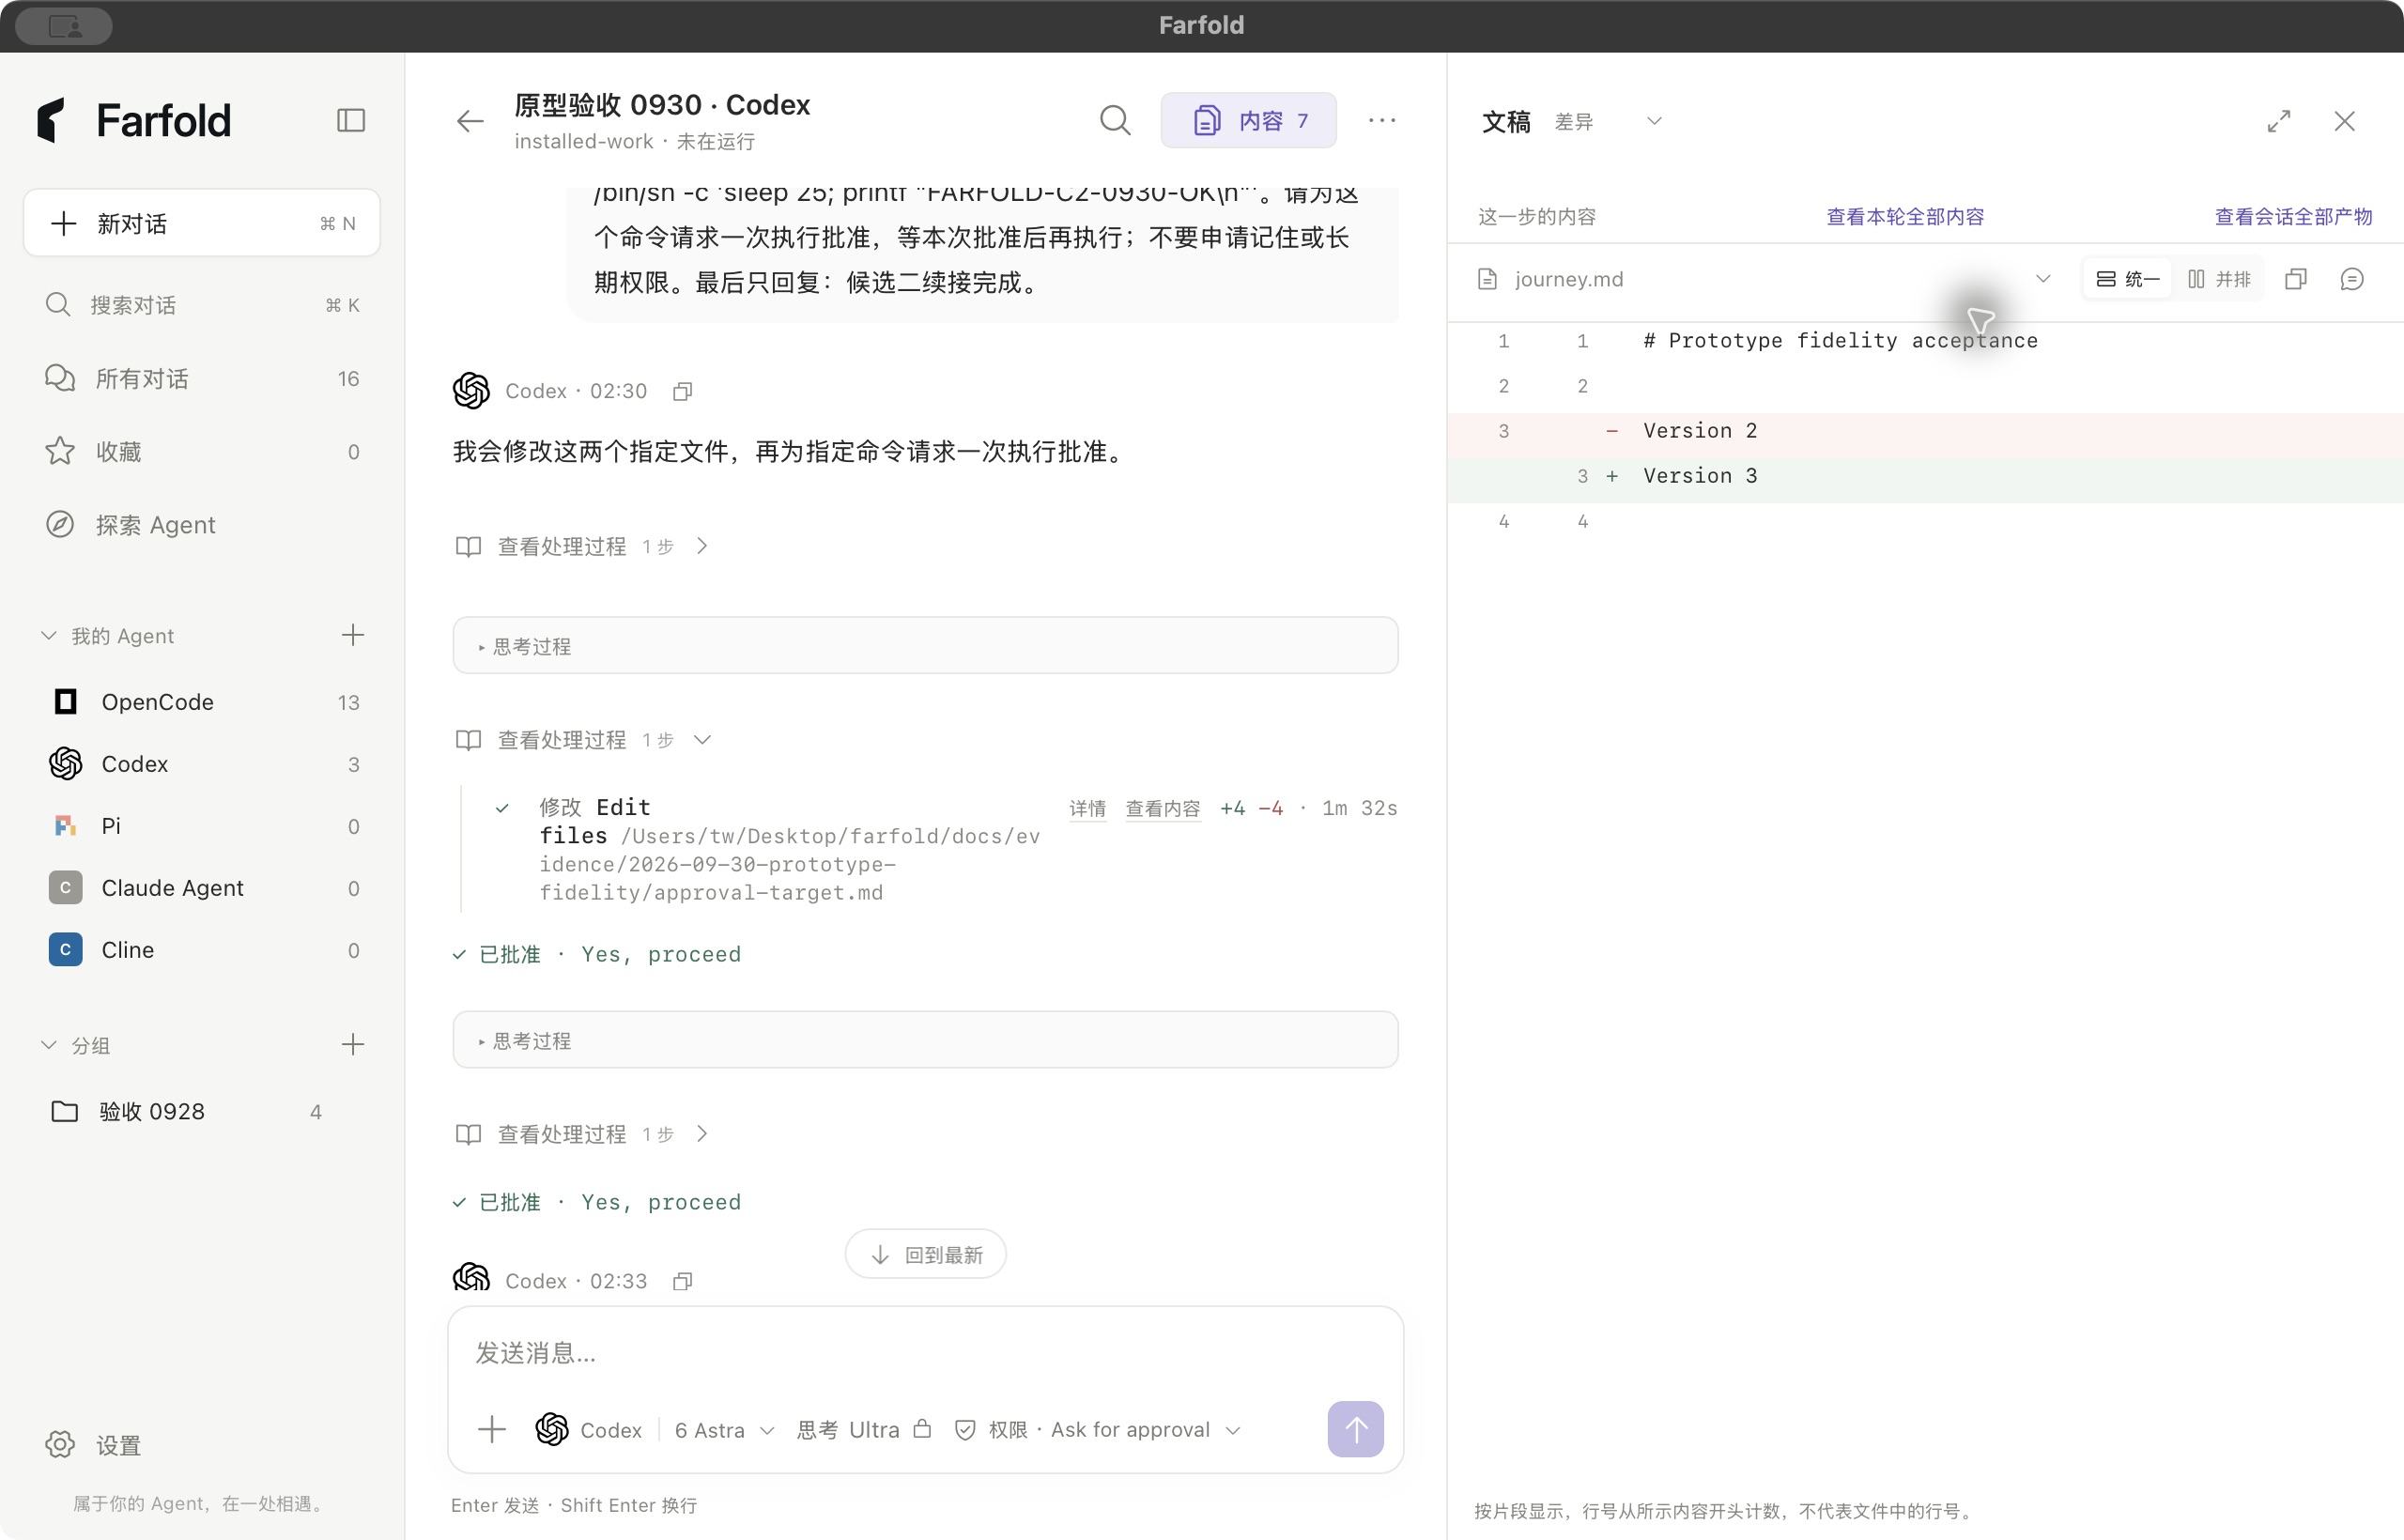 Farfold
Farfold
新对话 ⌘ N
搜索对话 ⌘ K
所有对话 16
收藏 0
探索 Agent
我的 Agent
OpenCode 13
Codex 3
Pi 0
C Claude Agent 0
C Cline 0
分组
验收 0928 4
设置
属于你的 Agent，在一处相遇。
原型验收 0930 · Codex
installed-work · 未在运行
内容 7
/bin/sh -c 'sleep 25; printf "FARFOLD-C2-0930-OK\n"'。请为这
个命令请求一次执行批准，等本次批准后再执行；不要申请记住或长
期权限。最后只回复：候选二续接完成。
Codex · 02:30
我会修改这两个指定文件，再为指定命令请求一次执行批准。
查看处理过程 1 步
思考过程
查看处理过程 1 步
修改 Edit 详情 查看内容 +4 −4 · 1m 32s
files /Users/tw/Desktop/farfold/docs/ev
idence/2026-09-30-prototype-
fidelity/approval-target.md
已批准 · Yes, proceed
思考过程
查看处理过程 1 步
已批准 · Yes, proceed
回到最新
Codex · 02:33
发送消息...
Codex 6 Astra 思考 Ultra 权限 · Ask for approval
Enter 发送 · Shift Enter 换行
文稿 差异
这一步的内容 查看本轮全部内容 查看会话全部产物
journey.md 统一 并排
1 1 # Prototype fidelity acceptance
2 2
3 − Version 2
3 + Version 3
4 4
按片段显示，行号从所示内容开头计数，不代表文件中的行号。